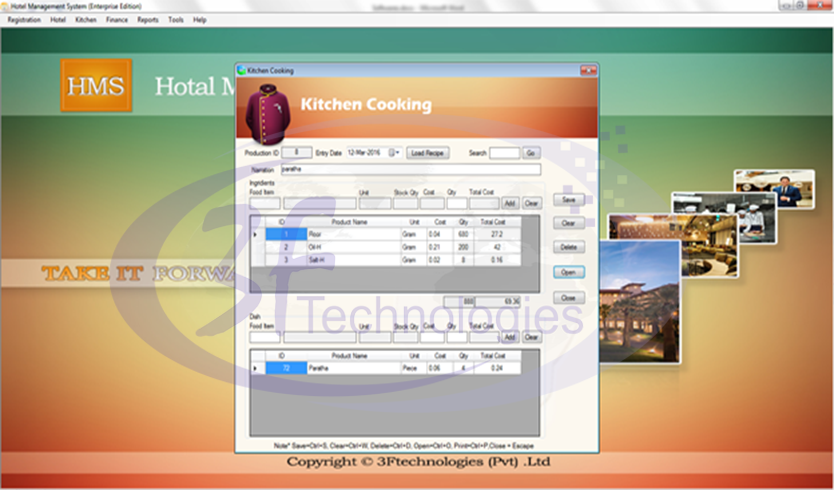 Hotel Management System (Enterprise Edition)
Registration Hotel Kitchen Finance Reports Tools Help
HMS Hotal M
Kitchen Cooking
Kitchen Cooking
Production ID 8 Entry Date 12-Mar-2016 Load Recipe Search Go
Narration paratha
Ingrdients
Food Item Unit Stock Qty Cost Qty Total Cost
Add Clear
Save
ID Product Name Unit Cost Qty Total Cost
1 Floor Gram 0.04 680 27.2
2 Oil-H Gram 0.21 200 42
3 Salt-H Gram 0.02 8 0.16
Clear
Delete
Open
Close
TAKE IT FORWA
888 69.36
3f Technologies
Dish
Food Item Unit Stock Qty Cost Qty Total Cost
Add Clear
ID Product Name Unit Cost Qty Total Cost
72 Paratha Piece 0.06 4 0.24
Note* Save=Ctrl+S, Clear=Ctrl+W, Delete=Ctrl+D, Open=Ctrl+O, Print=Ctrl+P,Close = Escape
Copyright © 3Ftechnologies (Pvt) .Ltd